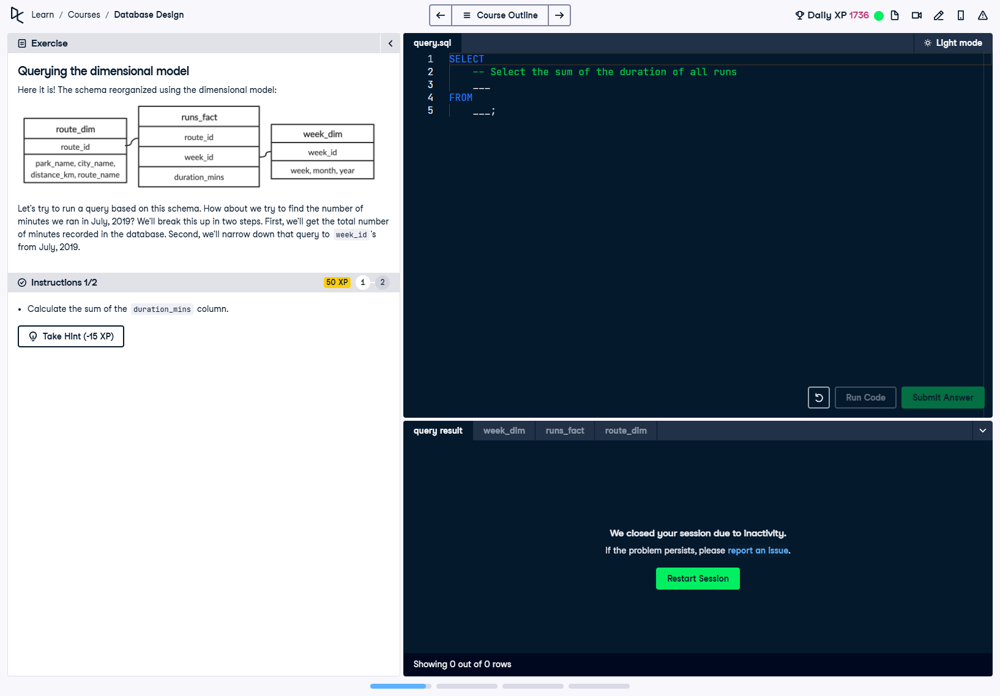 Learn / Courses / Database Design
Course Outline
Daily XP 1736
Exercise
Querying the dimensional model
Here it is! The schema reorganized using the dimensional model:
route_dim
route_id
park_name, city_name,
distance_km, route_name
runs_fact
route_id
week_id
duration_mins
week_dim
week_id
week, month, year
Let's try to run a query based on this schema. How about we try to find the number of
minutes we ran in July, 2019? We'll break this up in two steps. First, we'll get the total number
of minutes recorded in the database. Second, we'll narrow down that query to week_id 's
from July, 2019.
Instructions 1/2
50 XP
1
2
• Calculate the sum of the duration_mins column.
Take Hint (-15 XP)
query.sql
Light mode
1 SELECT
2 -- Select the sum of the duration of all runs
3 ___
4 FROM
5 ___;
Run Code
Submit Answer
query result
week_dim
runs_fact
route_dim
We closed your session due to inactivity.
If the problem persists, please report an issue.
Restart Session
Showing 0 out of 0 rows